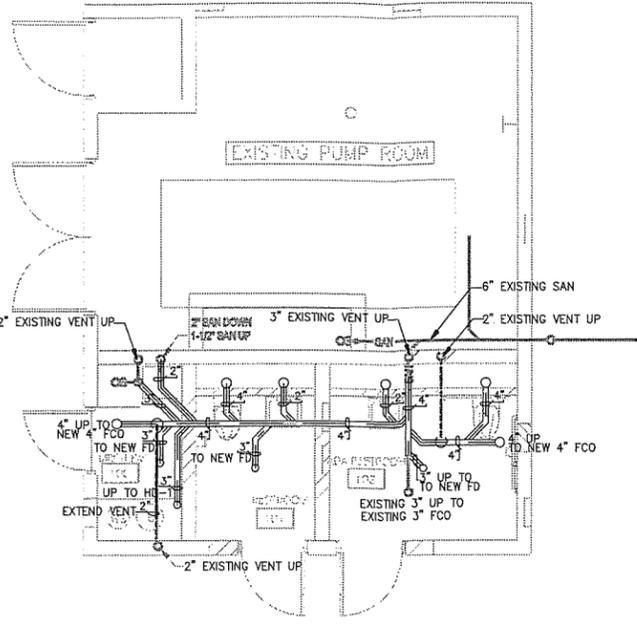 EXISTING PUMP ROOM
6" EXISTING SAN
2" EXISTING VENT UP
3" EXISTING VENT UP
2" EXISTING VENT UP
2" SAN DOWN
1-1/2" SAN UP
SAN
2"
4"
2"
2"
4"
4"
3"
4" UP TO
NEW 4" FCO
4"
4"
4"
4" UP
TO NEW 4" FCO
3"
TO NEW FD
3"
TO NEW FD
3" UP TO
TO NEW FD
3"
UP TO HD-1
EXISTING 3" UP TO
EXISTING 3" FCO
EXTEND VENT
2"
2" EXISTING VENT UP